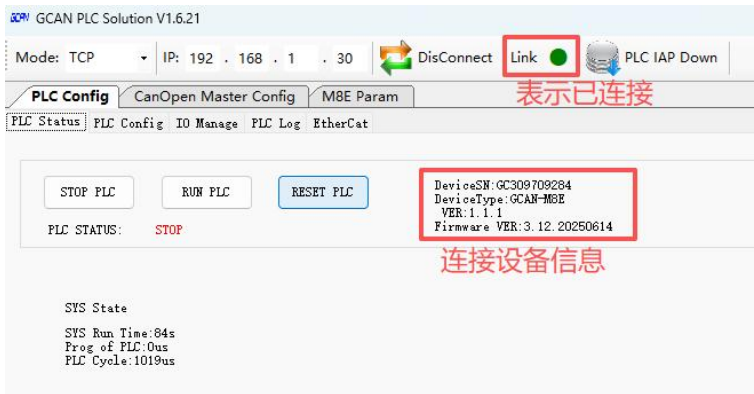 GCAN GCAN PLC Solution V1.6.21
Mode: TCP IP: 192 . 168 . 1 . 30 DisConnect Link PLC IAP Down
表示已连接
PLC Config CanOpen Master Config M8E Param
PLC Status PLC Config IO Manage PLC Log EtherCat
STOP PLC RUN PLC RESET PLC
PLC STATUS: STOP
DeviceSN:GC309709284
DeviceType:GCAN-M8E
VER:1.1.1
Firmware VER:3.12.20250614
连接设备信息
SYS State
SYS Run Time:84s
Prog of PLC:0us
PLC Cycle:1019us